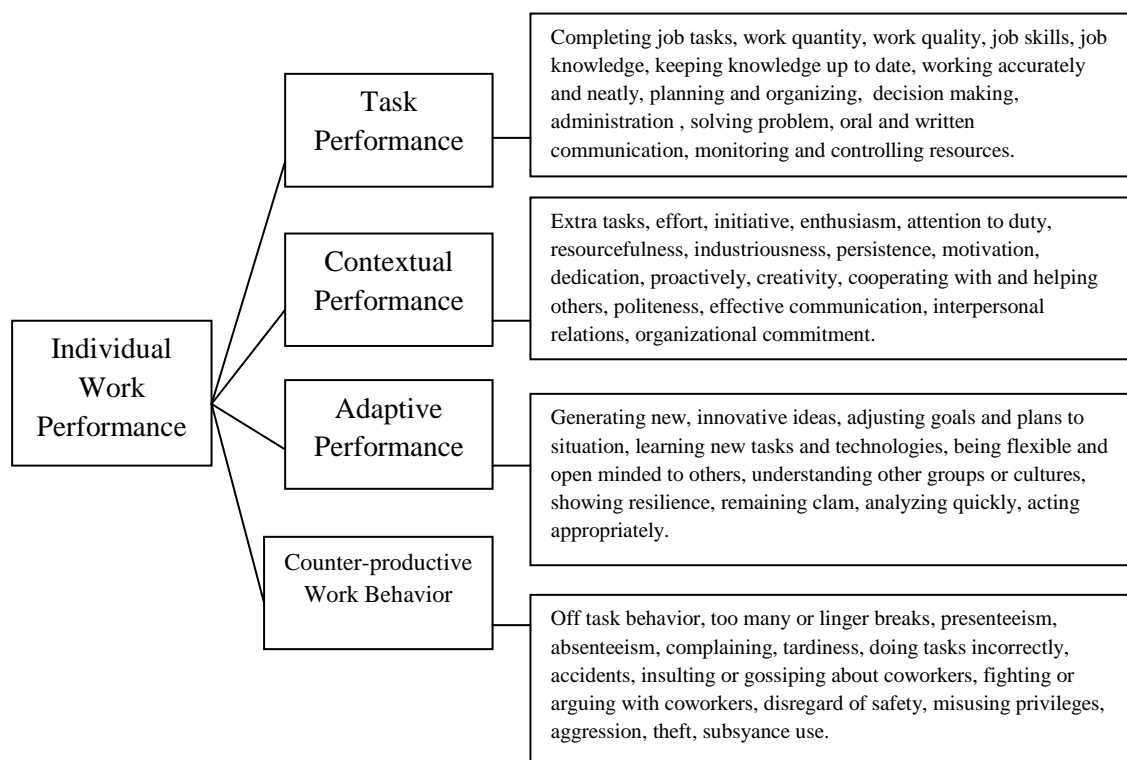 Individual
Work
Performance
Task
Performance
Completing job tasks, work quantity, work quality, job skills, job
knowledge, keeping knowledge up to date, working accurately
and neatly, planning and organizing, decision making,
administration , solving problem, oral and written
communication, monitoring and controlling resources.
Contextual
Performance
Extra tasks, effort, initiative, enthusiasm, attention to duty,
resourcefulness, industriousness, persistence, motivation,
dedication, proactively, creativity, cooperating with and helping
others, politeness, effective communication, interpersonal
relations, organizational commitment.
Adaptive
Performance
Generating new, innovative ideas, adjusting goals and plans to
situation, learning new tasks and technologies, being flexible and
open minded to others, understanding other groups or cultures,
showing resilience, remaining clam, analyzing quickly, acting
appropriately.
Counter-productive
Work Behavior
Off task behavior, too many or linger breaks, presenteeism,
absenteeism, complaining, tardiness, doing tasks incorrectly,
accidents, insulting or gossiping about coworkers, fighting or
arguing with coworkers, disregard of safety, misusing privileges,
aggression, theft, subsyance use.